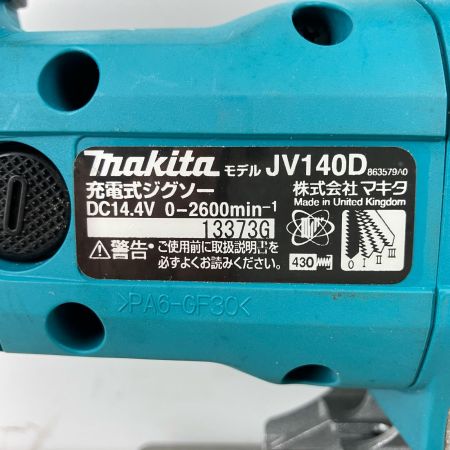 makita モデル JV140D 863579A0
充電式ジグソー 株式会社 マキタ
DC14.4V 0-2600min-1 Made in United Kingdom
13373G
⚠警告・ご使用前に取扱説明書を
必ずよくお読みください。
430
0 I II III
>PA6-GF30<